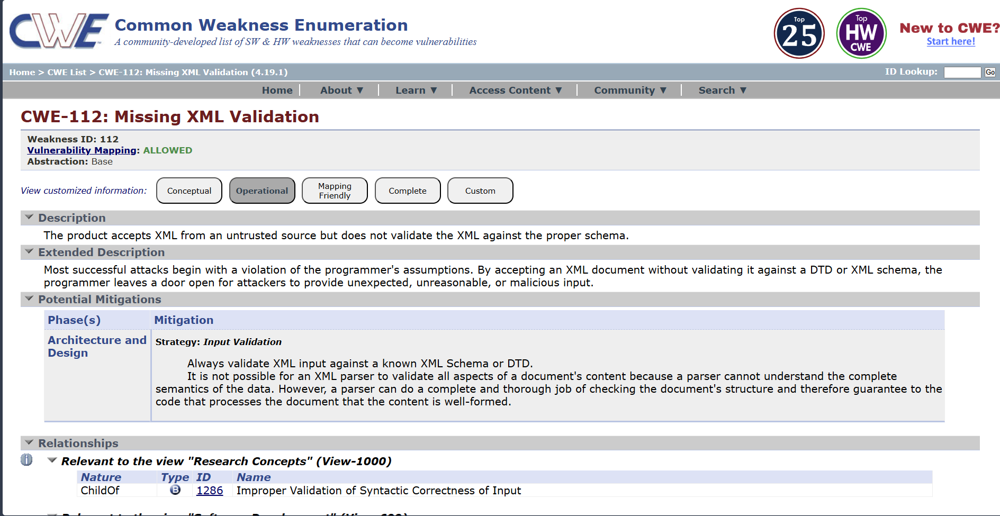 CWE
Common Weakness Enumeration
A community-developed list of SW & HW weaknesses that can become vulnerabilities
Top
25
Top
HW
CWE
New to CWE?
Start here!
Home > CWE List > CWE-112: Missing XML Validation (4.19.1)
ID Lookup:
Go
Home
About ▼
Learn ▼
Access Content ▼
Community ▼
Search ▼
CWE-112: Missing XML Validation
Weakness ID: 112
Vulnerability Mapping: ALLOWED
Abstraction: Base
View customized information:
Conceptual
Operational
Mapping
Friendly
Complete
Custom
Description
The product accepts XML from an untrusted source but does not validate the XML against the proper schema.
Extended Description
Most successful attacks begin with a violation of the programmer's assumptions. By accepting an XML document without validating it against a DTD or XML schema, the
programmer leaves a door open for attackers to provide unexpected, unreasonable, or malicious input.
Potential Mitigations
Phase(s) Mitigation
Architecture and
Design
Strategy: Input Validation
Always validate XML input against a known XML Schema or DTD.
It is not possible for an XML parser to validate all aspects of a document's content because a parser cannot understand the complete
semantics of the data. However, a parser can do a complete and thorough job of checking the document's structure and therefore guarantee to the
code that processes the document that the content is well-formed.
Relationships
Relevant to the view "Research Concepts" (View-1000)
Nature Type ID Name
ChildOf B 1286 Improper Validation of Syntactic Correctness of Input
Relevant to the view "Software Development" (View-699)